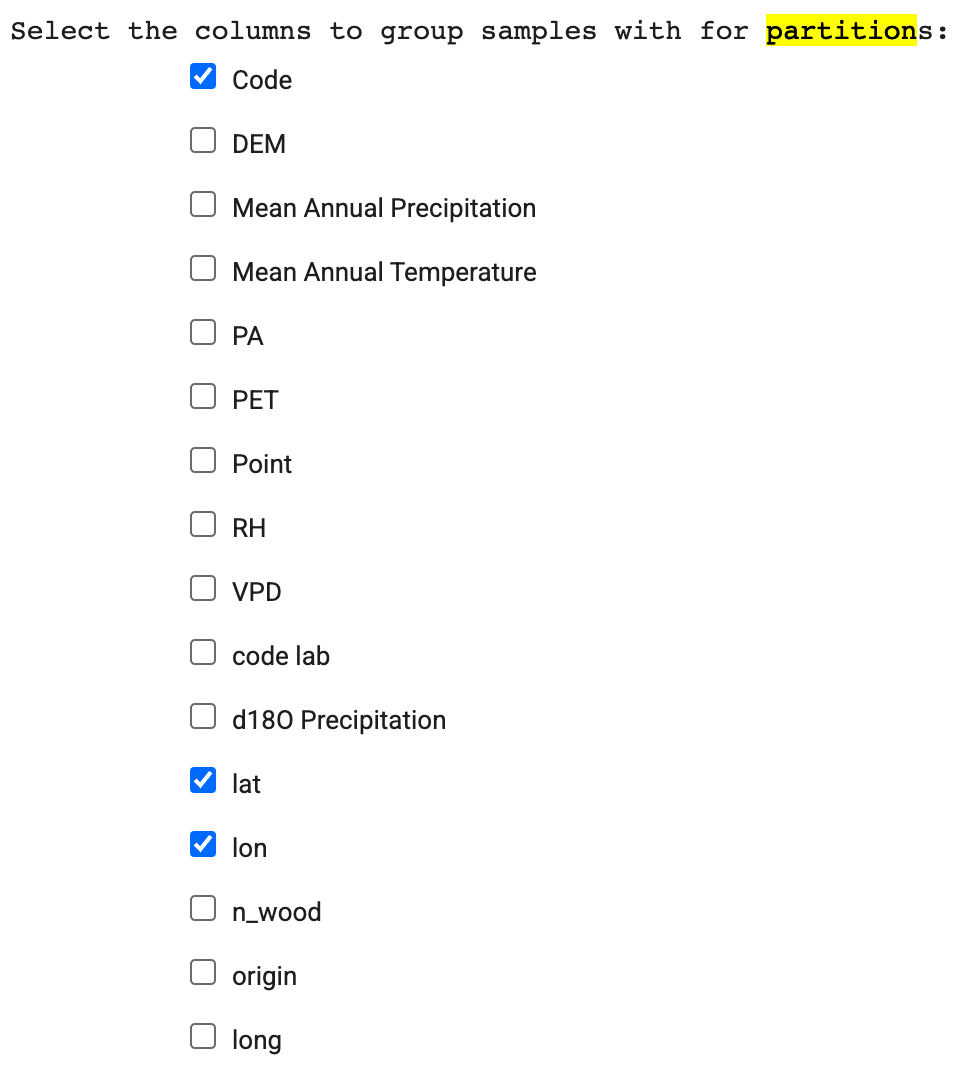 Select the columns to group samples with for partitions:
Code
DEM
Mean Annual Precipitation
Mean Annual Temperature
PA
PET
Point
RH
VPD
code lab
d18O Precipitation
lat
lon
n_wood
origin
long